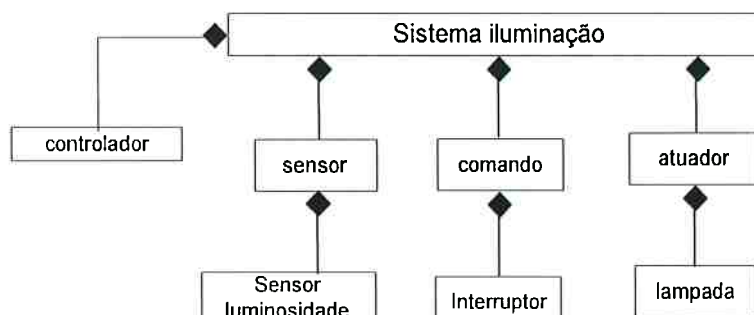 Sistema iluminação
controlador
sensor
comando
atuador
Sensor
luminosidade
Interruptor
lampada